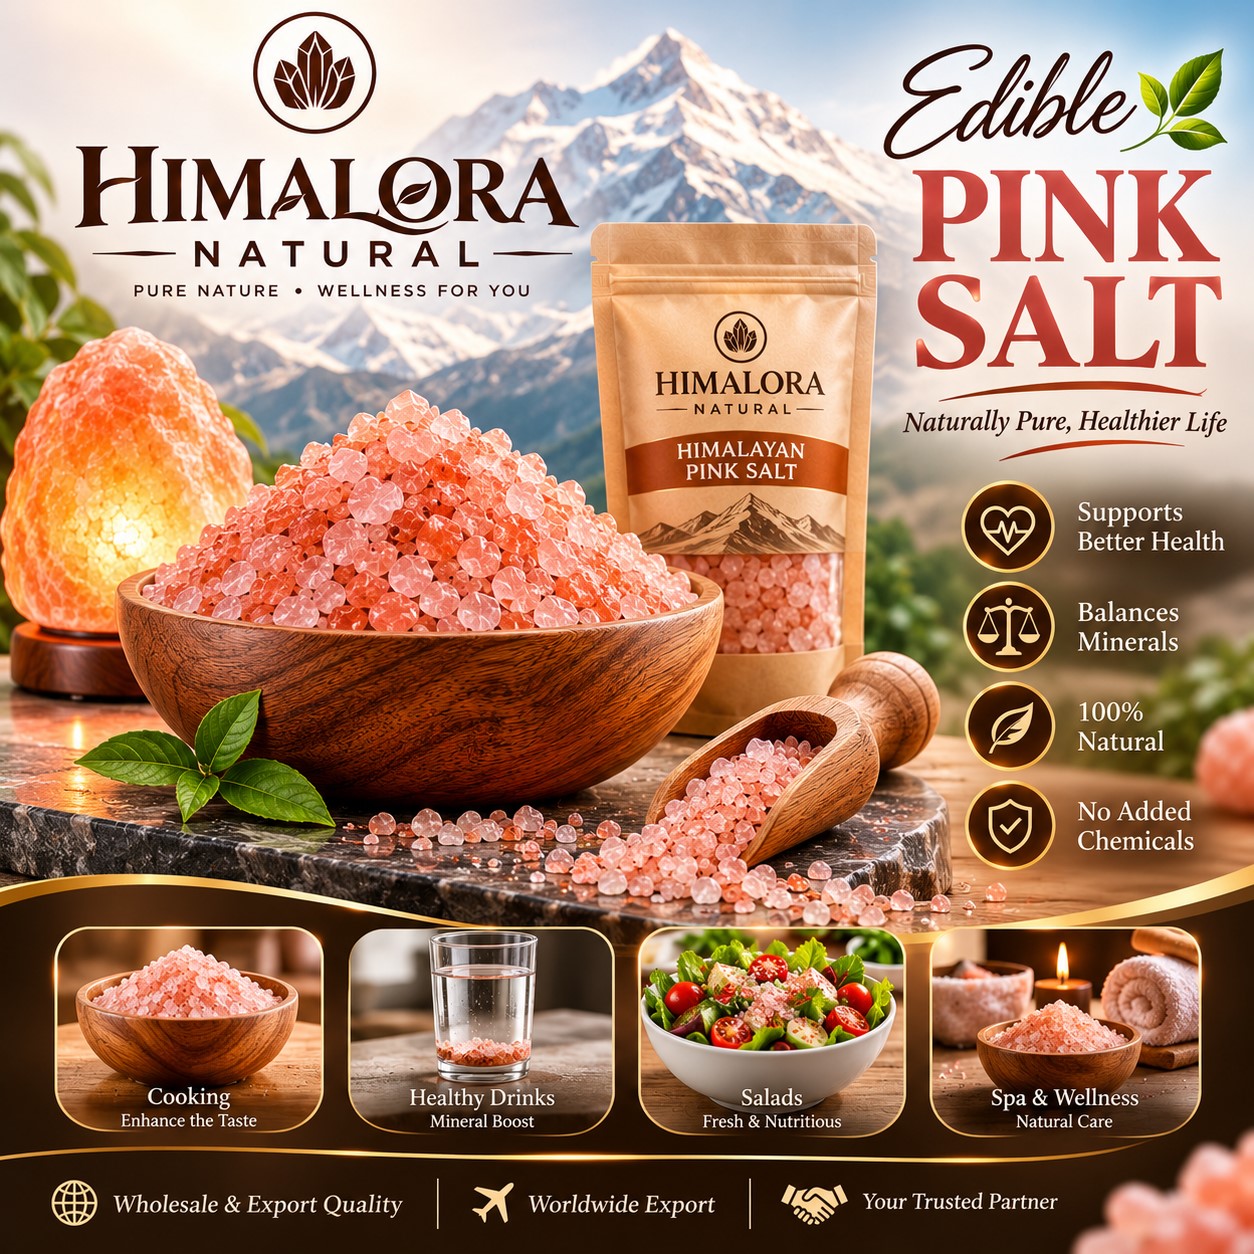 HIMALORA
NATURAL
PURE NATURE • WELLNESS FOR YOU
Edible
PINK
SALT
Naturally Pure, Healthier Life
HIMALORA
NATURAL
HIMALAYAN
PINK SALT
Supports
Better Health
Balances
Minerals
100%
Natural
No Added
Chemicals
Cooking
Enhance the Taste
Healthy Drinks
Mineral Boost
Salads
Fresh & Nutritious
Spa & Wellness
Natural Care
Wholesale & Export Quality
Worldwide Export
Your Trusted Partner